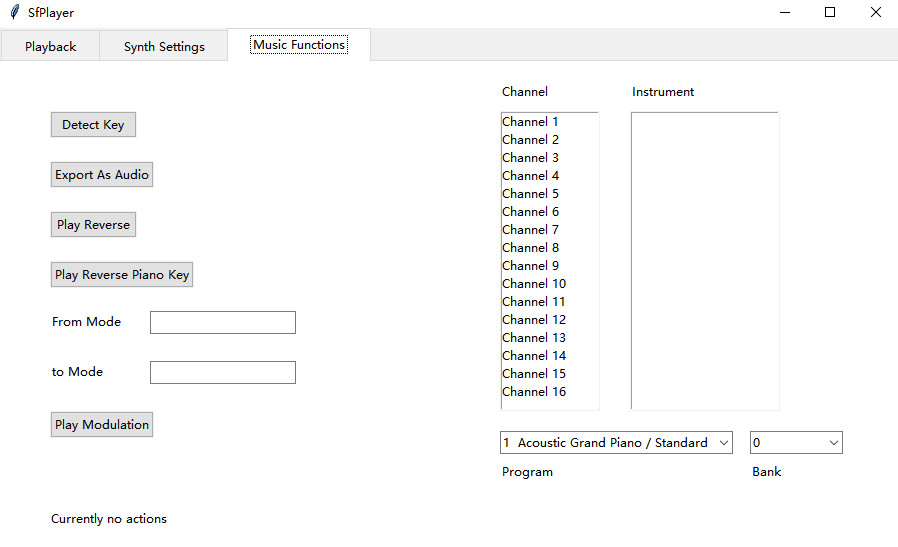 SfPlayer
Playback
Synth Settings
Music Functions
Detect Key
Export As Audio
Play Reverse
Play Reverse Piano Key
From Mode
to Mode
Play Modulation
Currently no actions
Channel
Channel 1
Channel 2
Channel 3
Channel 4
Channel 5
Channel 6
Channel 7
Channel 8
Channel 9
Channel 10
Channel 11
Channel 12
Channel 13
Channel 14
Channel 15
Channel 16
Instrument
1 Acoustic Grand Piano / Standard
0
Program
Bank